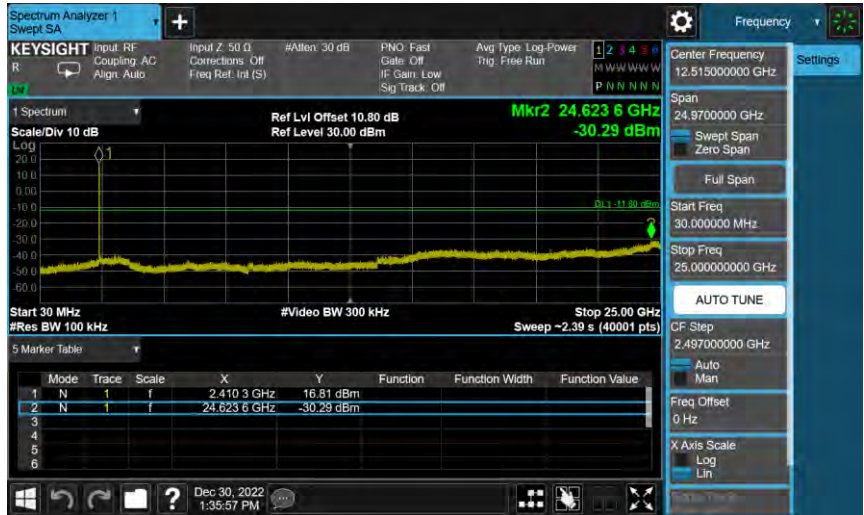 Spectrum Analyzer 1
Swept SA
Frequency
KEYSIGHT
R
Input: RF
Coupling: AC
Align: Auto
Input Z: 50 Ω
Corrections: Off
Freq Ref: Int (S)
#Atten: 30 dB
PNO: Fast
Gate: Off
IF Gain: Low
Sig Track: Off
Avg Type: Log-Power
Trig: Free Run
1 2 3 4 5 6
M W W W W W
P N N N N N
1 Spectrum
Scale/Div 10 dB
Ref Lvl Offset 10.80 dB
Ref Level 30.00 dBm
Mkr2 24.623 6 GHz
-30.29 dBm
Log
20.0
10.0
0.00
-10.0
-20.0
-30.0
-40.0
-50.0
-60.0
1
DL1 -11.60 dBm
2
Start 30 MHz
#Res BW 100 kHz
#Video BW 300 kHz
Stop 25.00 GHz
Sweep ~2.39 s (40001 pts)
5 Marker Table
Mode Trace Scale X Y Function Function Width Function Value
1 N 1 f 2.410 3 GHz 16.81 dBm
2 N 1 f 24.623 6 GHz -30.29 dBm
3
4
5
6
Dec 30, 2022
1:35:57 PM
?
Center Frequency
12.515000000 GHz
Settings
Span
24.9700000 GHz
Swept Span
Zero Span
Full Span
Start Freq
30.000000 MHz
Stop Freq
25.000000000 GHz
AUTO TUNE
CF Step
2.497000000 GHz
Auto
Man
Freq Offset
0 Hz
X Axis Scale
Log
Lin